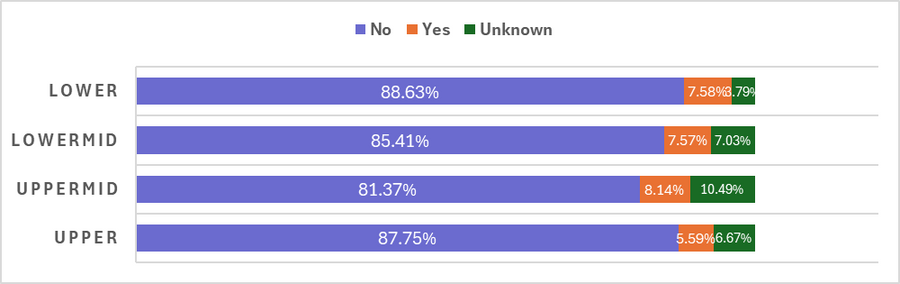 No Yes Unknown
LOWER 88.63% 7.58% 3.79%
LOWERMID 85.41% 7.57% 7.03%
UPPERMID 81.37% 8.14% 10.49%
UPPER 87.75% 5.59% 6.67%